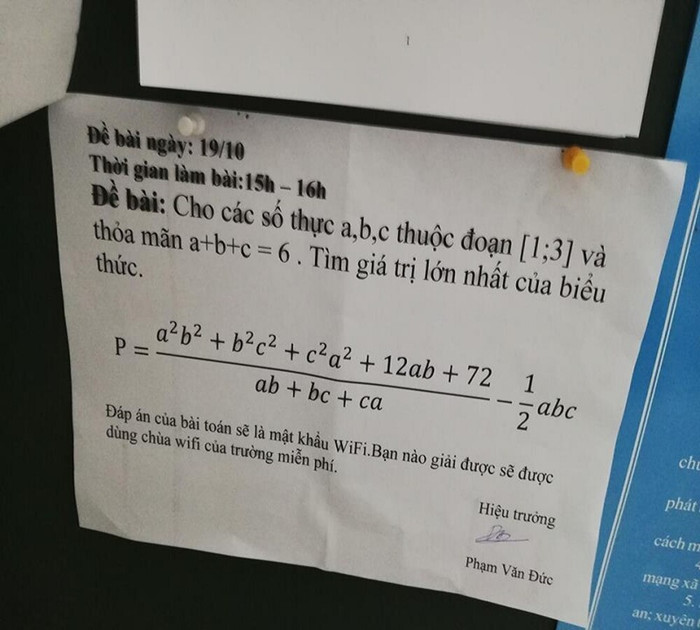 Đề bài ngày: 19/10
Thời gian làm bài:15h – 16h
Đề bài: Cho các số thực a,b,c thuộc đoạn [1;3] và
thỏa mãn a+b+c = 6 . Tìm giá trị lớn nhất của biểu
thức.
P = \frac{a²b² + b²c² + c²a² + 12ab + 72}{ab + bc + ca} − \frac{1}{2}abc
Đáp án của bài toán sẽ là mật khẩu WiFi.Bạn nào giải được sẽ được
dùng chùa wifi của trường miễn phí.
Hiệu trưởng
Phạm Văn Đức
phát
cách m
mạng xã
5.
an; xuyên